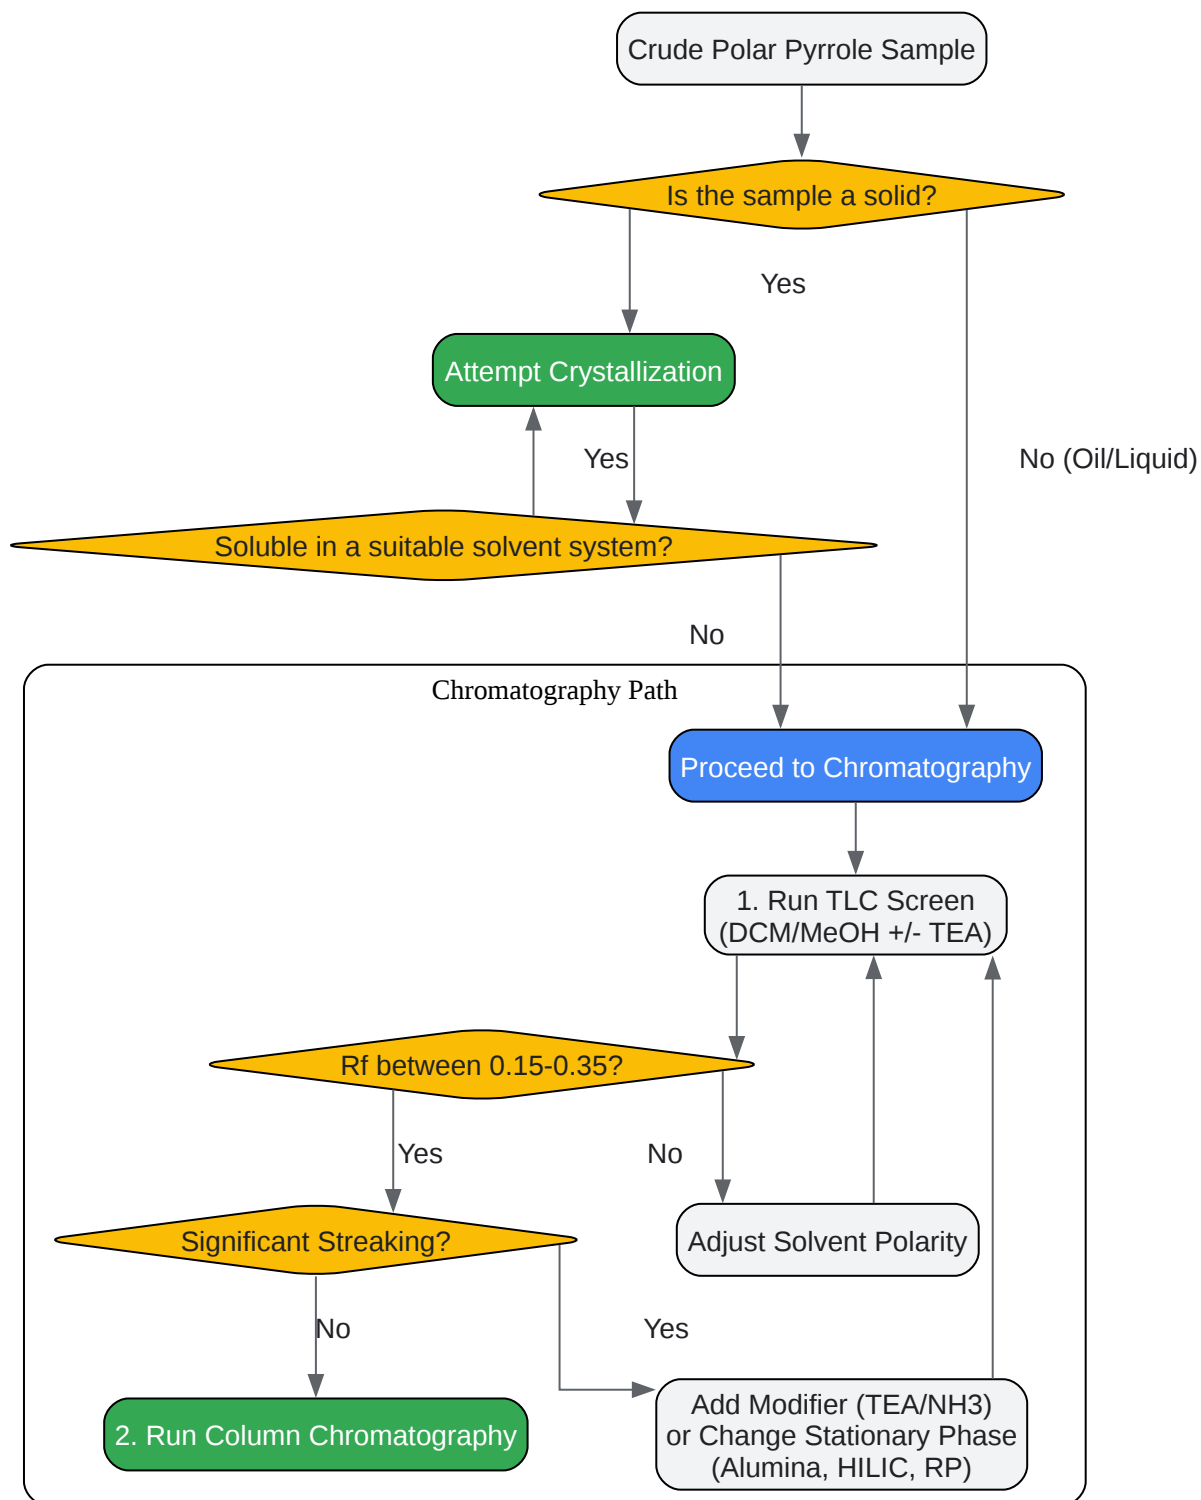 Crude Polar Pyrrole Sample
Is the sample a solid?
Yes
Attempt Crystallization
Yes
No (Oil/Liquid)
Soluble in a suitable solvent system?
No
Chromatography Path
Proceed to Chromatography
1. Run TLC Screen
(DCM/MeOH +/- TEA)
Rf between 0.15-0.35?
Yes
No
Significant Streaking?
Adjust Solvent Polarity
No
Yes
Add Modifier (TEA/NH3)
or Change Stationary Phase
(Alumina, HILIC, RP)
2. Run Column Chromatography